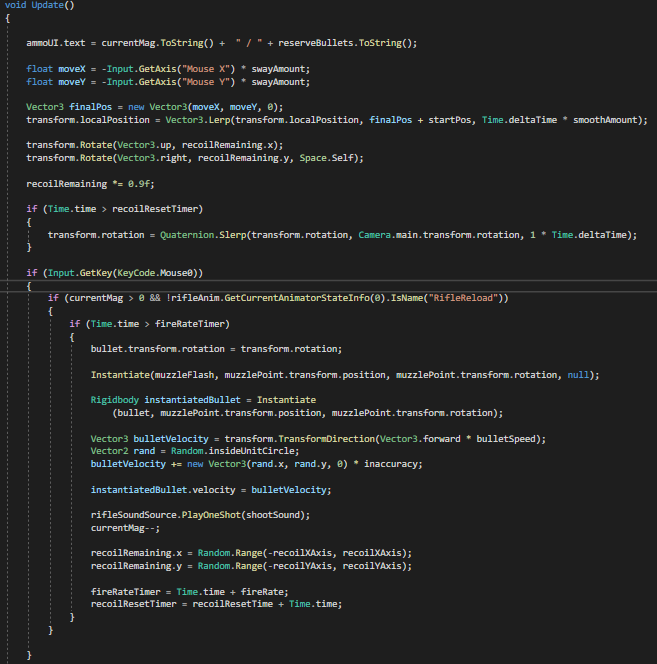 void Update()
{
ammoUI.text = currentMag.ToString() + " / " + reserveBullets.ToString();
float moveX = -Input.GetAxis("Mouse X") * swayAmount;
float moveY = -Input.GetAxis("Mouse Y") * swayAmount;
Vector3 finalPos = new Vector3(moveX, moveY, 0);
transform.localPosition = Vector3.Lerp(transform.localPosition, finalPos + startPos, Time.deltaTime * smoothAmount);
transform.Rotate(Vector3.up, recoilRemaining.x);
transform.Rotate(Vector3.right, recoilRemaining.y, Space.Self);
recoilRemaining *= 0.9f;
if (Time.time > recoilResetTimer)
{
transform.rotation = Quaternion.Slerp(transform.rotation, Camera.main.transform.rotation, 1 * Time.deltaTime);
}
if (Input.GetKey(KeyCode.Mouse0))
{
if (currentMag > 0 && !rifleAnim.GetCurrentAnimatorStateInfo(0).IsName("RifleReload"))
{
if (Time.time > fireRateTimer)
{
bullet.transform.rotation = transform.rotation;
Instantiate(muzzleFlash, muzzlePoint.transform.position, muzzlePoint.transform.rotation, null);
Rigidbody instantiatedBullet = Instantiate
(bullet, muzzlePoint.transform.position, muzzlePoint.transform.rotation);
Vector3 bulletVelocity = transform.TransformDirection(Vector3.forward * bulletSpeed);
Vector2 rand = Random.insideUnitCircle;
bulletVelocity += new Vector3(rand.x, rand.y, 0) * inaccuracy;
instantiatedBullet.velocity = bulletVelocity;
rifleSoundSource.PlayOneShot(shootSound);
currentMag--;
recoilRemaining.x = Random.Range(-recoilXAxis, recoilXAxis);
recoilRemaining.y = Random.Range(-recoilYAxis, recoilYAxis);
fireRateTimer = Time.time + fireRate;
recoilResetTimer = recoilResetTime + Time.time;
}
}
}